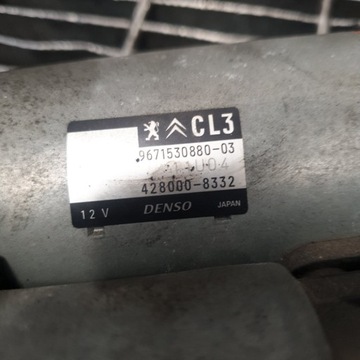 CL3
9671530880-03
428000-8332
12 V DENSO JAPAN